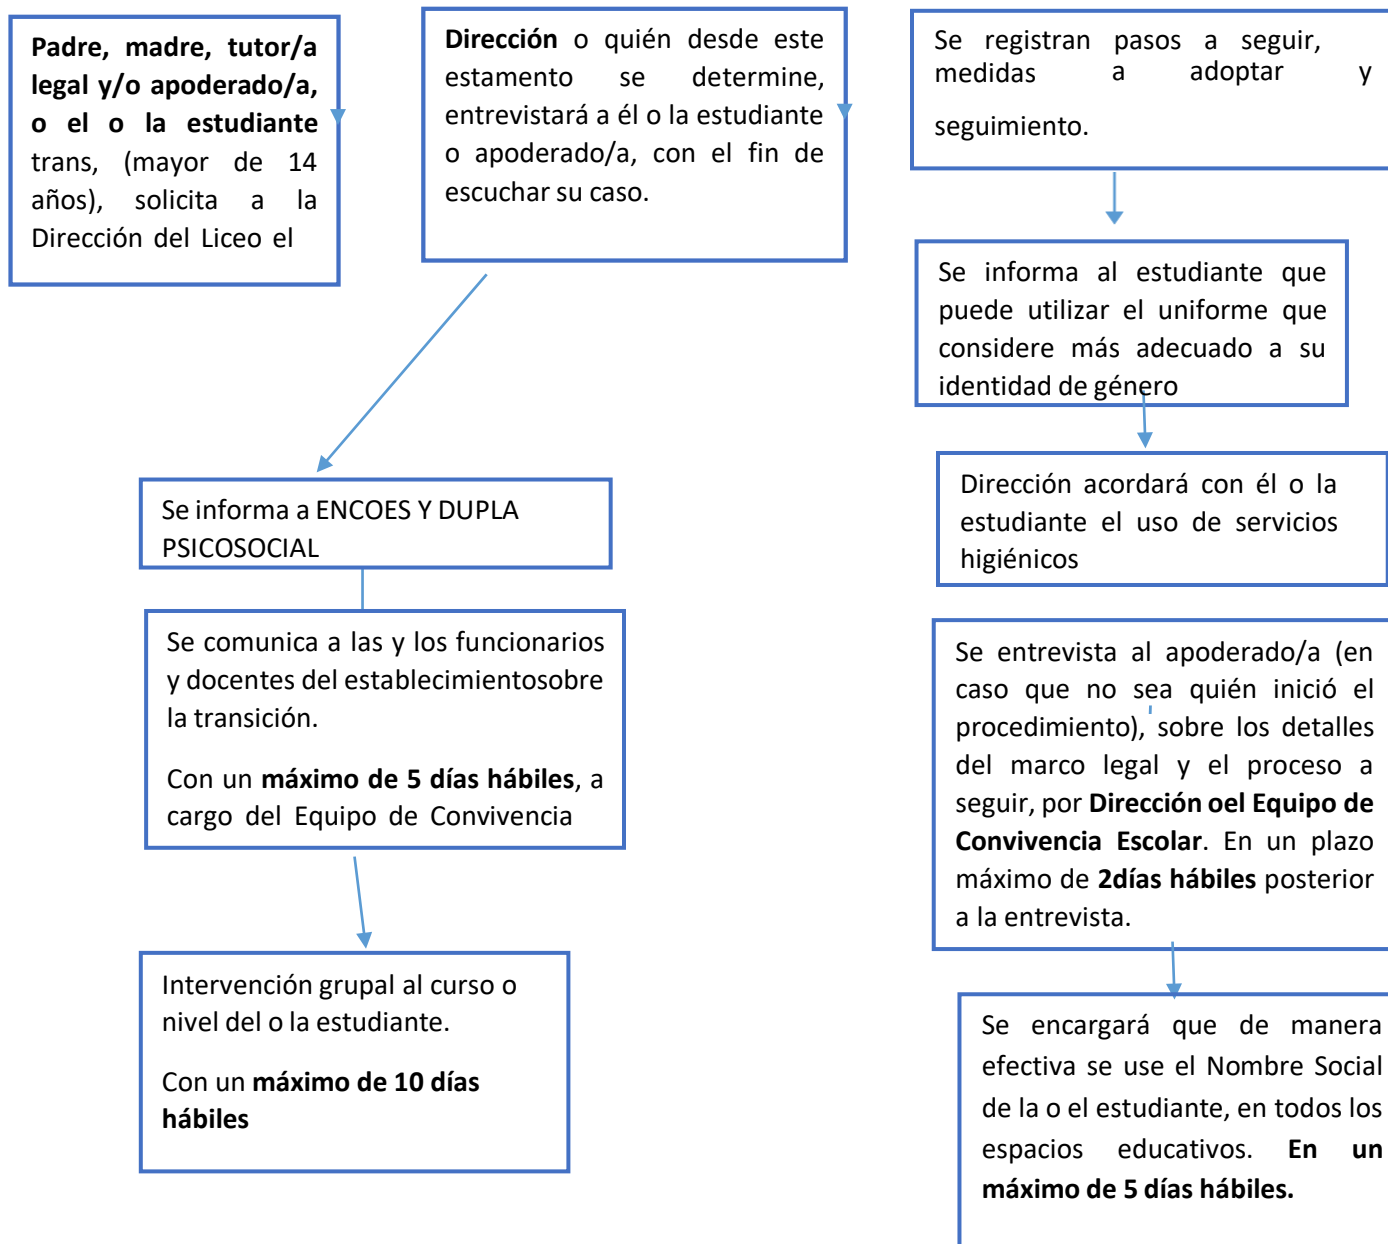 Padre, madre, tutor/a
legal y/o apoderado/a,
o el o la estudiante
trans, (mayor de 14
años), solicita a la
Dirección del Liceo el
Dirección o quién desde este
estamento se determine,
entrevistará a él o la estudiante
o apoderado/a, con el fin de
escuchar su caso.
Se registran pasos a seguir,
medidas a adoptar y
seguimiento.
Se informa al estudiante que
puede utilizar el uniforme que
considere más adecuado a su
identidad de género
Dirección acordará con él o la
estudiante el uso de servicios
higiénicos
Se informa a ENCOES Y DUPLA
PSICOSOCIAL
Se comunica a las y los funcionarios
y docentes del establecimientosobre
la transición.
Con un máximo de 5 días hábiles, a
cargo del Equipo de Convivencia
Intervención grupal al curso o
nivel del o la estudiante.
Con un máximo de 10 días
hábiles
Se entrevista al apoderado/a (en
caso que no sea quién inició el
procedimiento), sobre los detalles
del marco legal y el proceso a
seguir, por Dirección oel Equipo de
Convivencia Escolar. En un plazo
máximo de 2días hábiles posterior
a la entrevista.
Se encargará que de manera
efectiva se use el Nombre Social
de la o el estudiante, en todos los
espacios educativos. En un
máximo de 5 días hábiles.